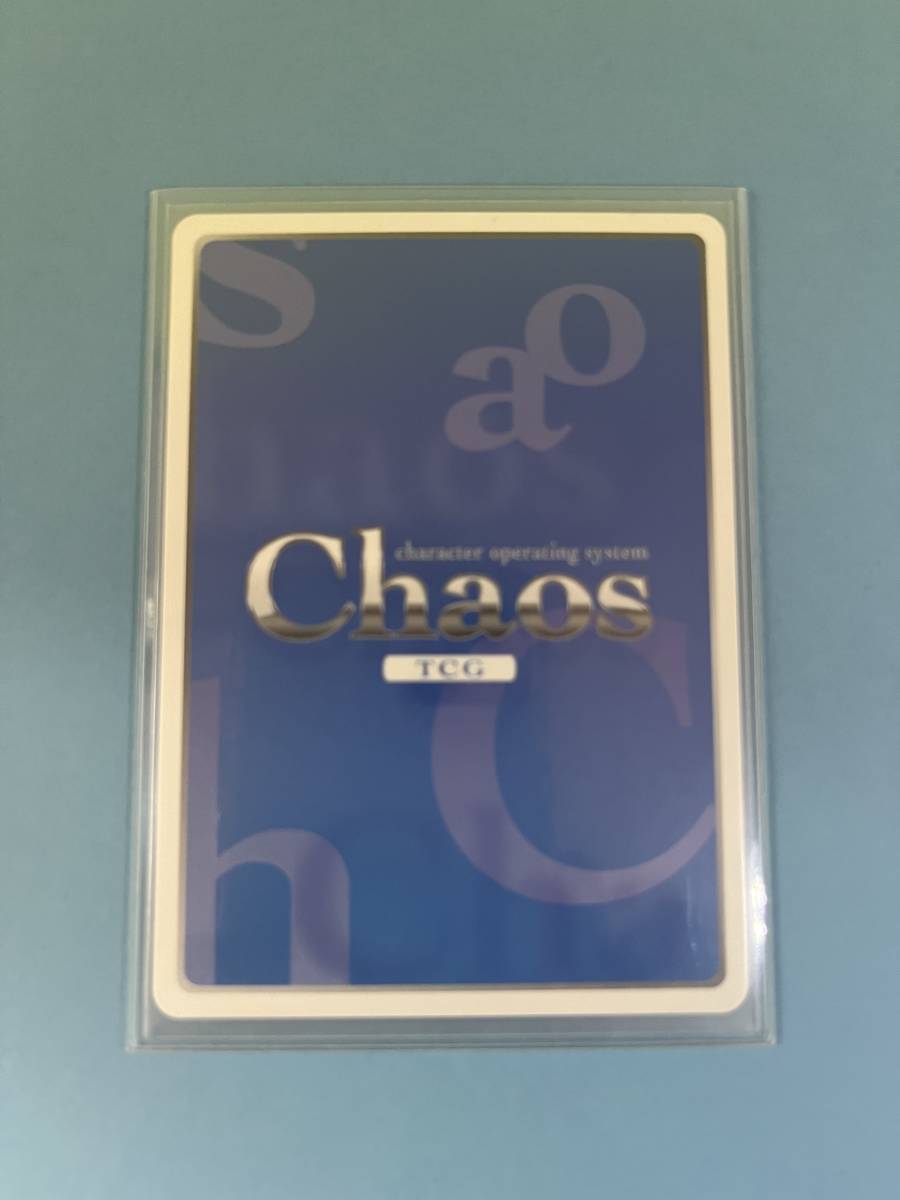 s
o
a
character operating system
Chaos
TCG
C
h